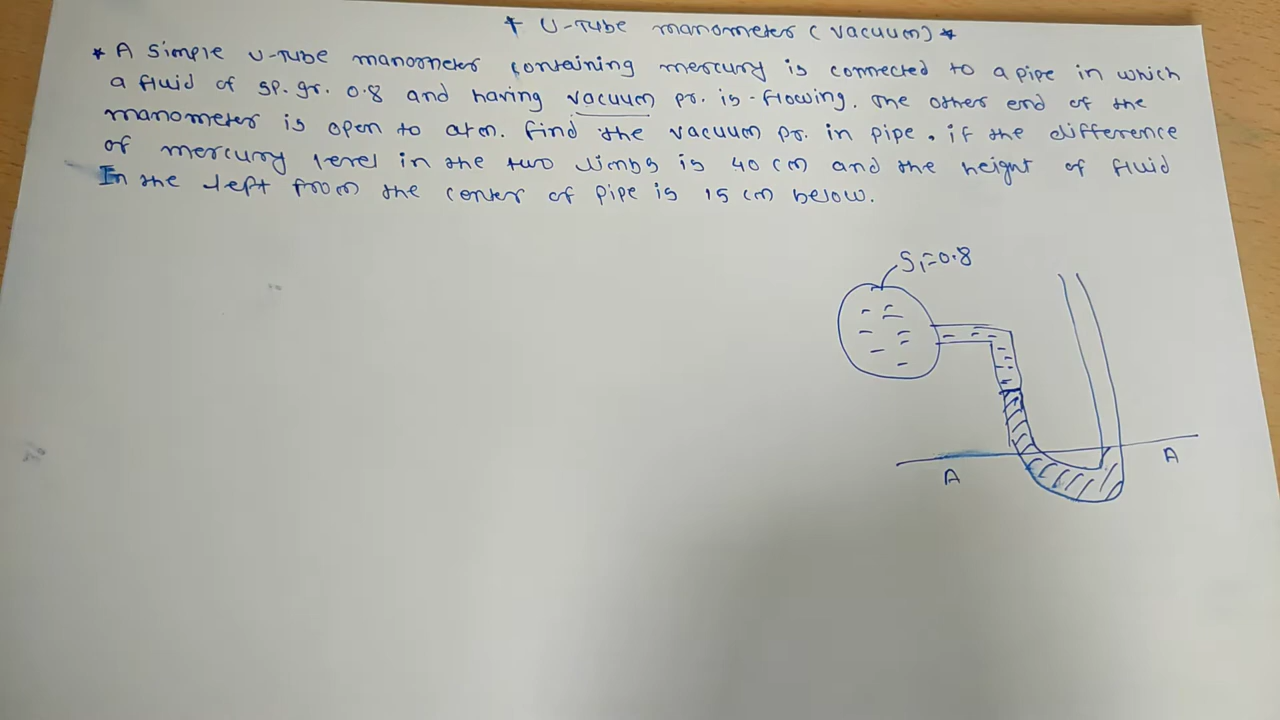 * U-Tube manometer (vacuum) *
* A simple U-Tube manometer containing mercury is connected to a pipe in which
a fluid of sp. gr. 0.8 and having vacuum pr. is flowing. The other end of the
manometer is open to atm. find the vacuum pr. in pipe. if the difference
of mercury level in the two limbs is 40 cm and the height of fluid
In the left from the center of pipe is 15 cm below.
S₁=0.8
A
A